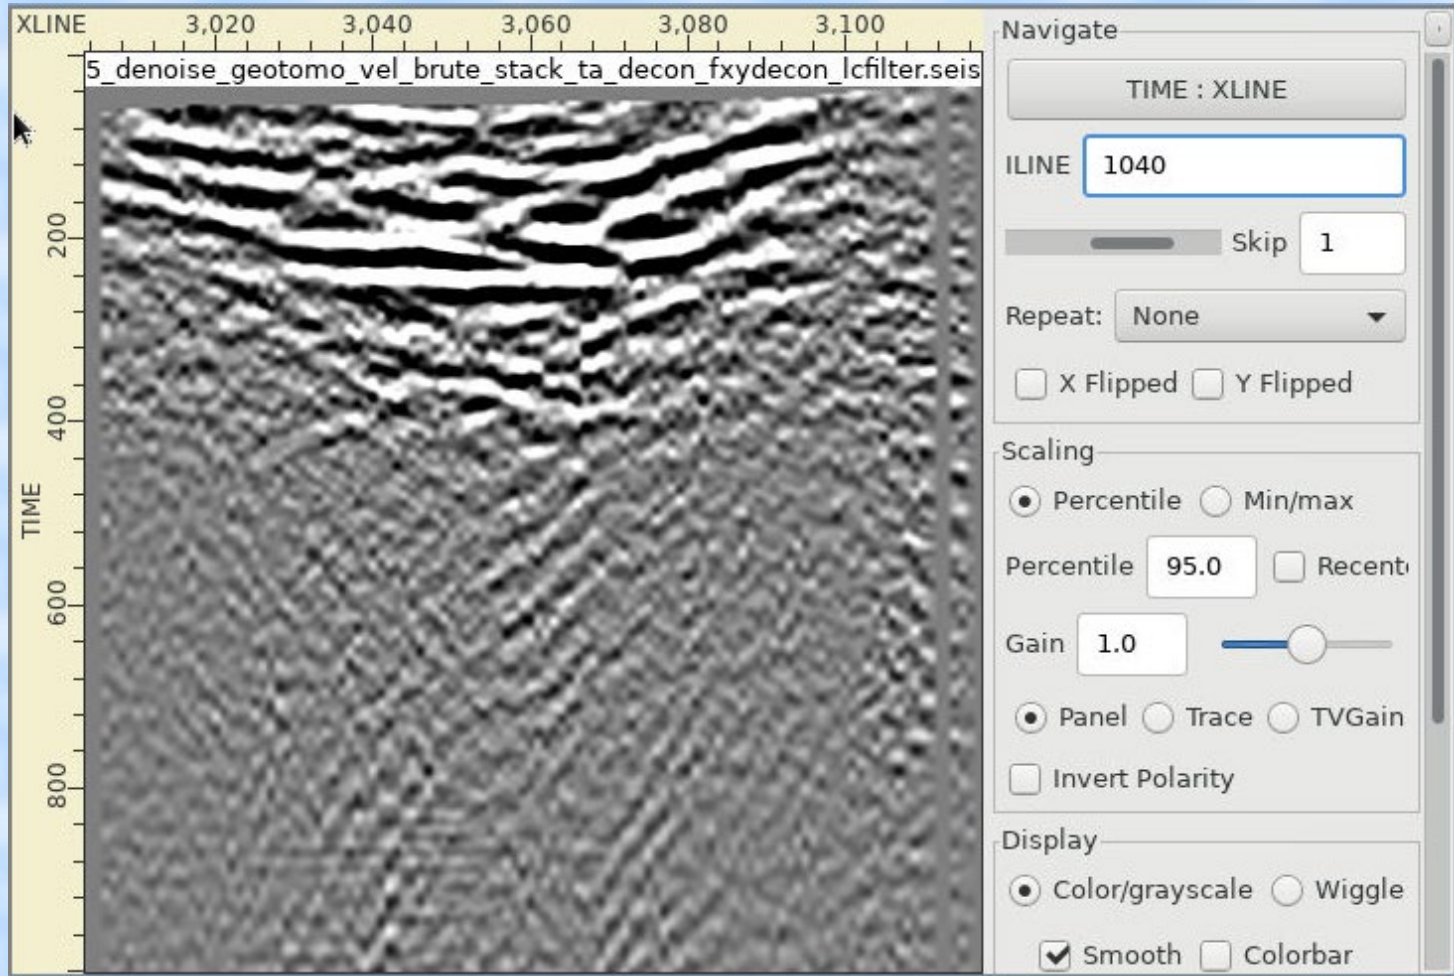 XLINE 3,020 3,040 3,060 3,080 3,100
5_denoise_geotomo_vel_brute_stack_ta_decon_fxydecon_lcfilter.seis
200
400
TIME
600
800
Navigate
TIME : XLINE
ILINE 1040
Skip 1
Repeat: None
X Flipped Y Flipped
Scaling
Percentile Min/max
Percentile 95.0 Recent
Gain 1.0
Panel Trace TVGain
Invert Polarity
Display
Color/grayscale Wiggle
Smooth Colorbar